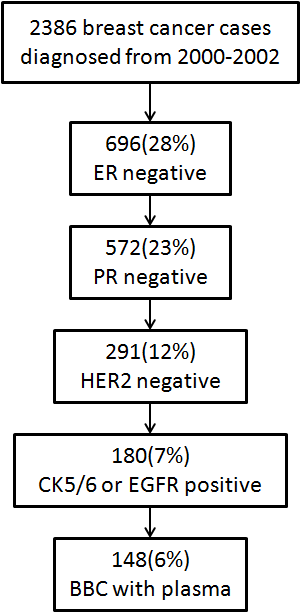 2386 breast cancer cases
diagnosed from 2000-2002
696(28%)
ER negative
572(23%)
PR negative
291(12%)
HER2 negative
180(7%)
CK5/6 or EGFR positive
148(6%)
BBC with plasma